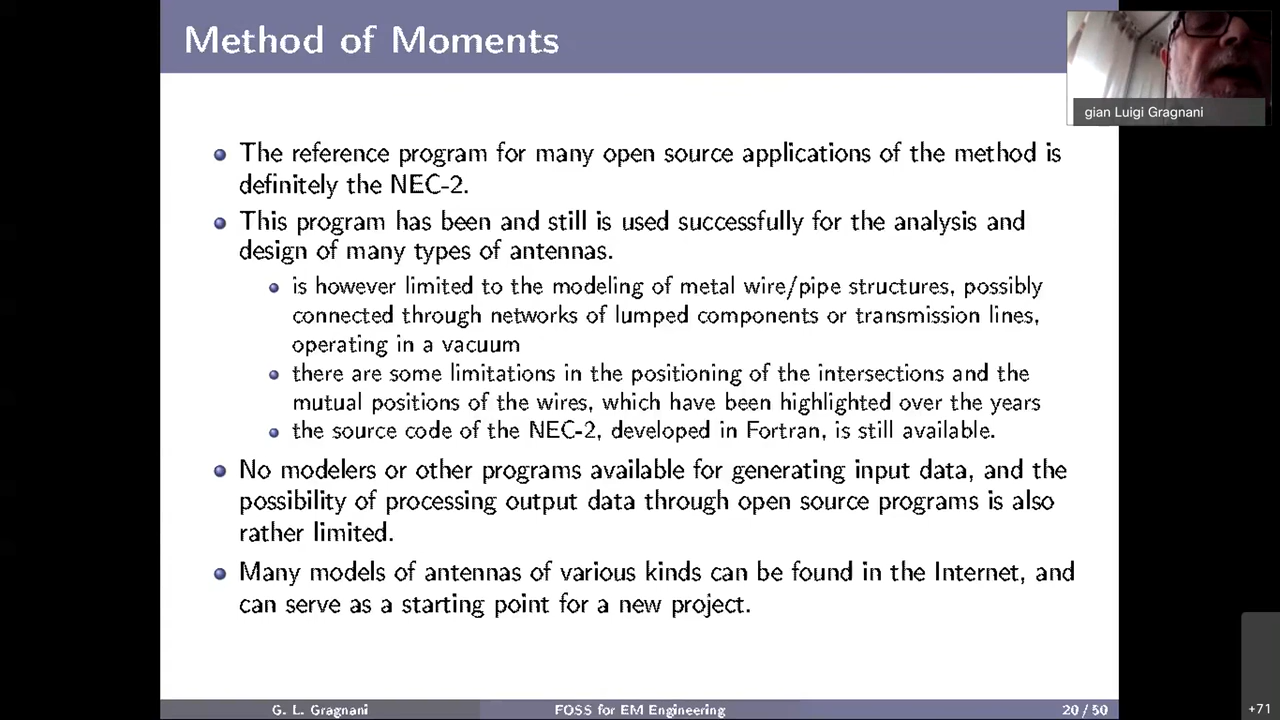 Method of Moments
gian Luigi Gragnani
The reference program for many open source applications of the method is
definitely the NEC-2.
This program has been and still is used successfully for the analysis and
design of many types of antennas.
is however limited to the modeling of metal wire/pipe structures, possibly
connected through networks of lumped components or transmission lines,
operating in a vacuum
there are some limitations in the positioning of the intersections and the
mutual positions of the wires, which have been highlighted over the years
the source code of the NEC-2, developed in Fortran, is still available.
No modelers or other programs available for generating input data, and the
possibility of processing output data through open source programs is also
rather limited.
Many models of antennas of various kinds can be found in the Internet, and
can serve as a starting point for a new project.
G. L. Gragnani
FOSS for EM Engineering
20 / 50
+71